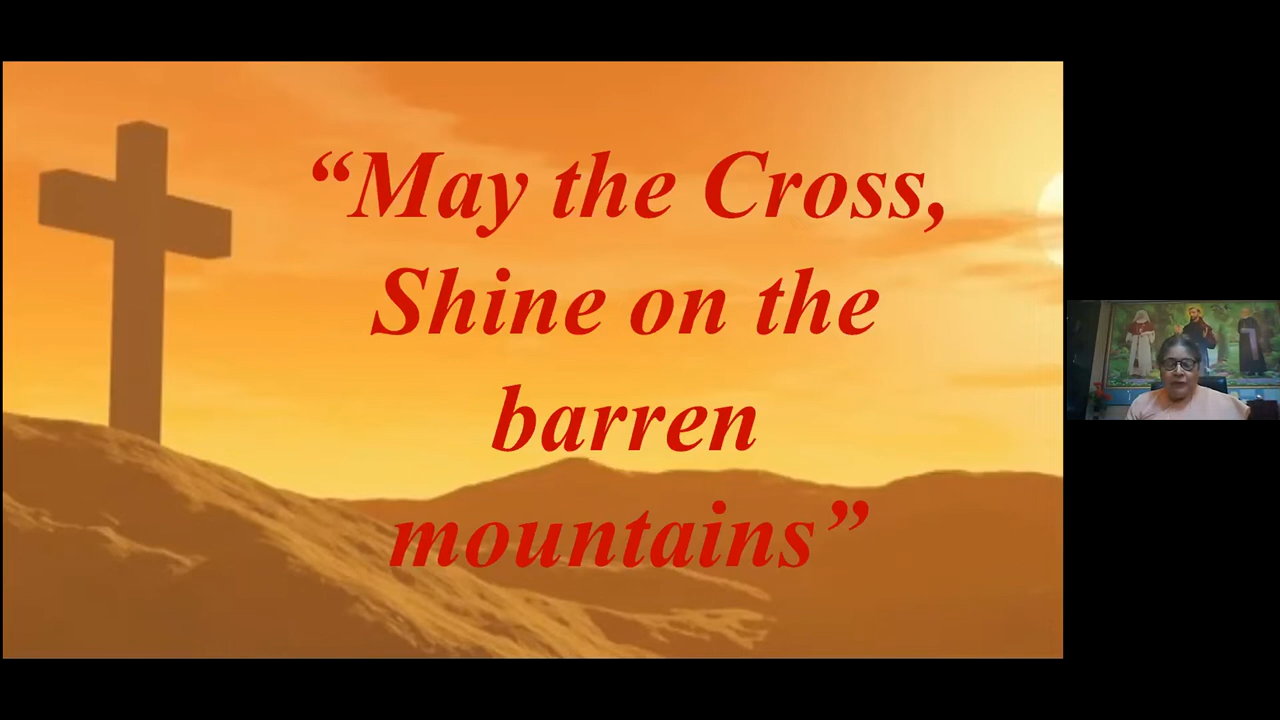 “May the Cross,
Shine on the
barren
mountains”